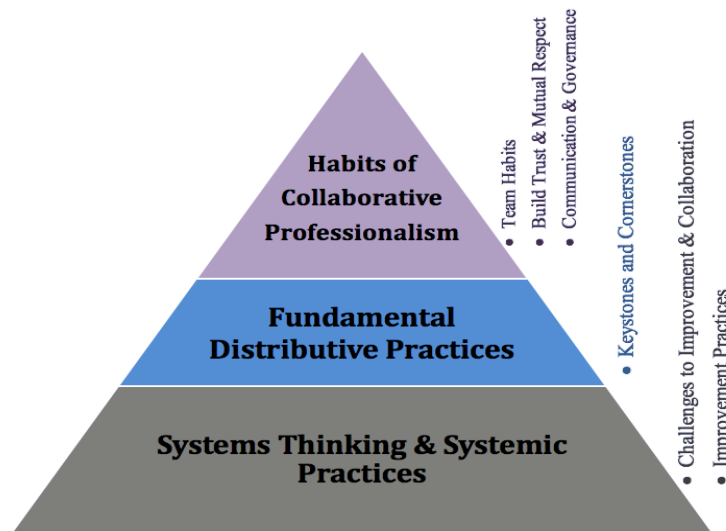 Habits of
Collaborative
Professionalism
Fundamental
Distributive Practices
Systems Thinking & Systemic
Practices
• Team Habits
• Build Trust & Mutual Respect
• Communication & Governance
• Keystones and Cornerstones
• Challenges to Improvement & Collaboration
• Improvement Practices